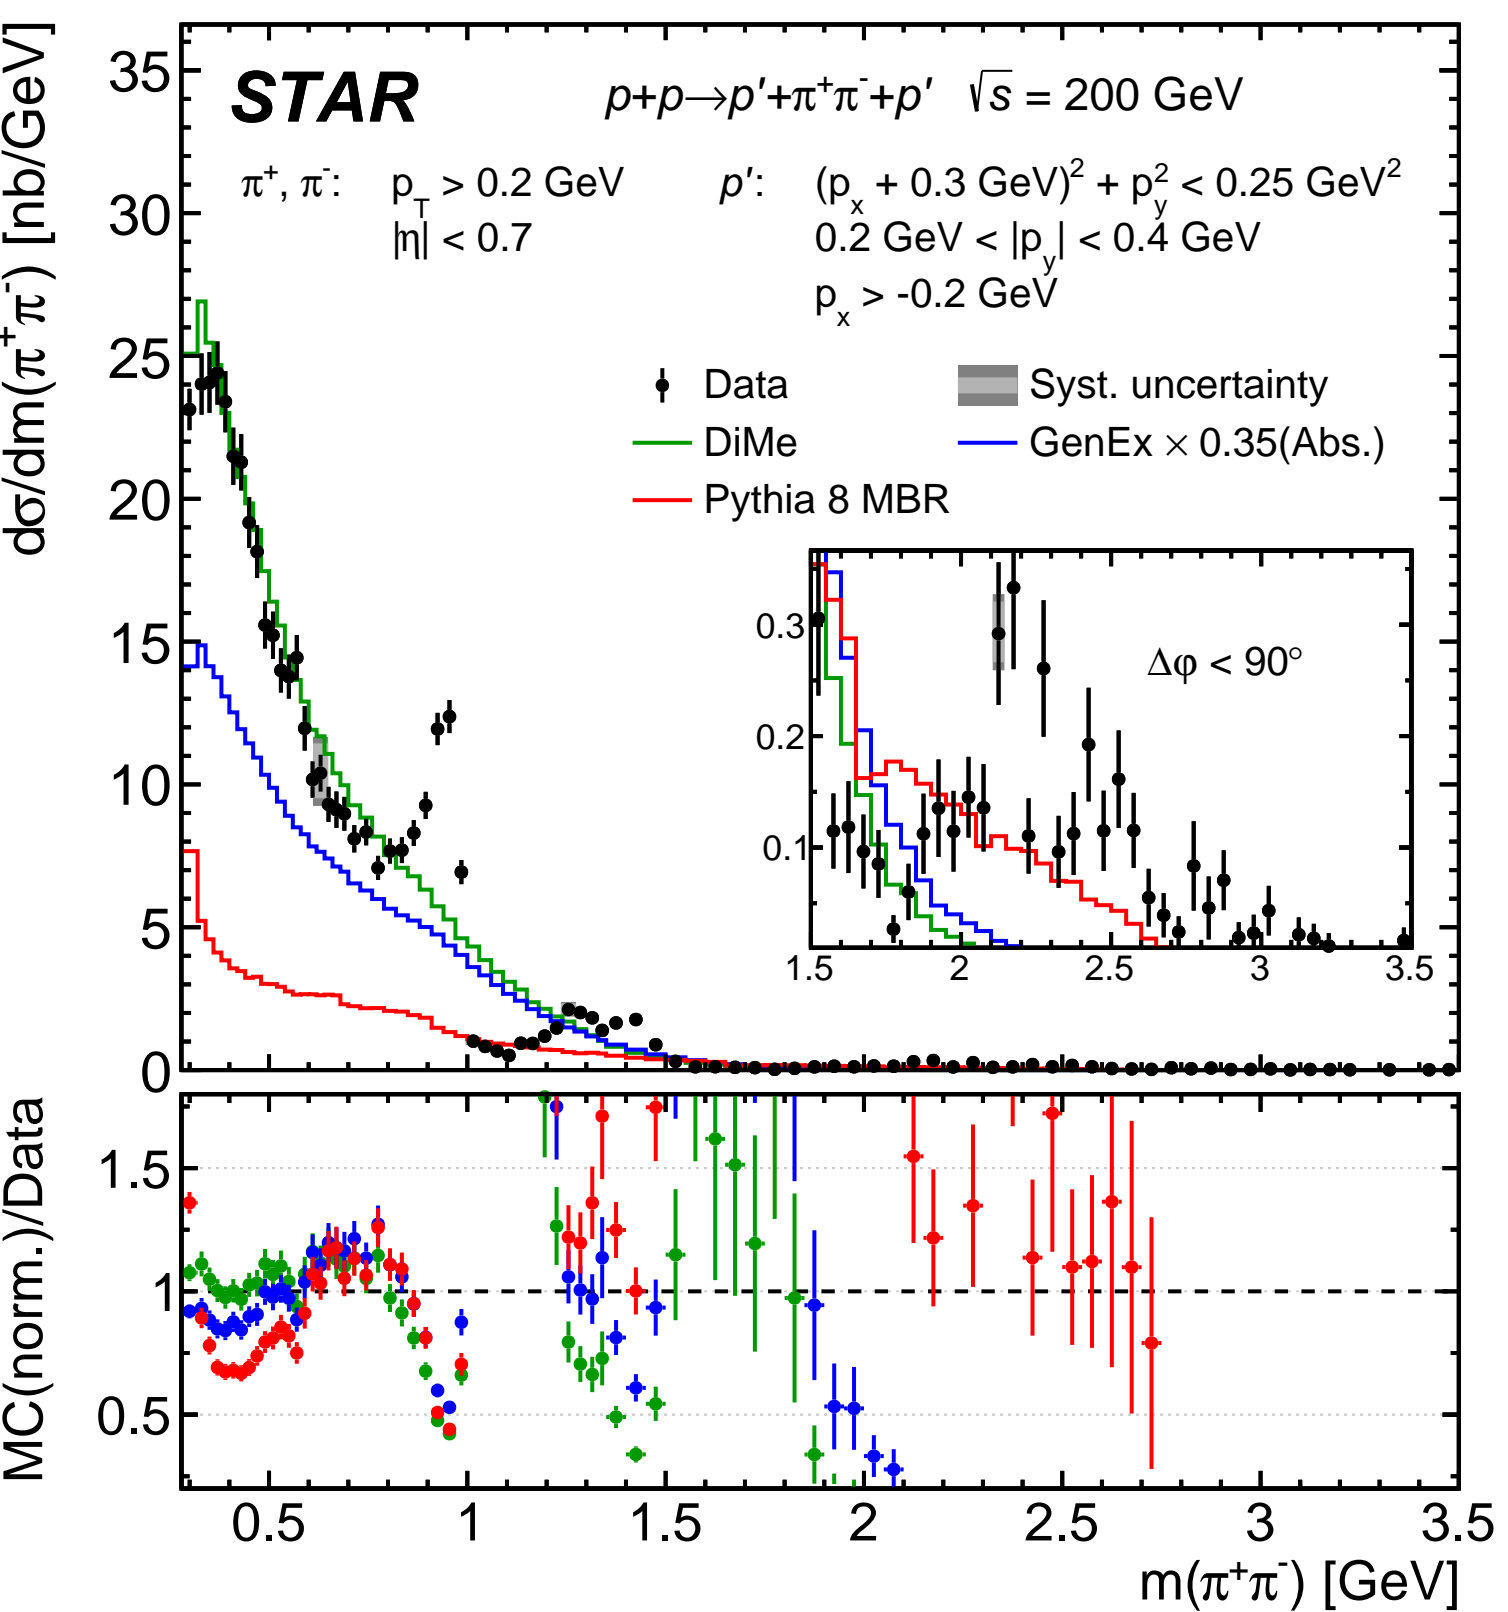 dσ/dm(π⁺π⁻) [nb/GeV]
35
30
25
20
15
10
5
0
STAR
p+p→p′+π⁺π⁻+p′ √s = 200 GeV
π⁺, π⁻: p_T > 0.2 GeV p′: (p_x + 0.3 GeV)² + p_y² < 0.25 GeV²
|η| < 0.7 0.2 GeV < |p_y| < 0.4 GeV
p_x > -0.2 GeV
Data Syst. uncertainty
DiMe GenEx × 0.35(Abs.)
Pythia 8 MBR
0.3
0.2
0.1
Δφ < 90°
1.5 2 2.5 3 3.5
MC(norm.)/Data
1.5
1
0.5
0.5 1 1.5 2 2.5 3 3.5
m(π⁺π⁻) [GeV]